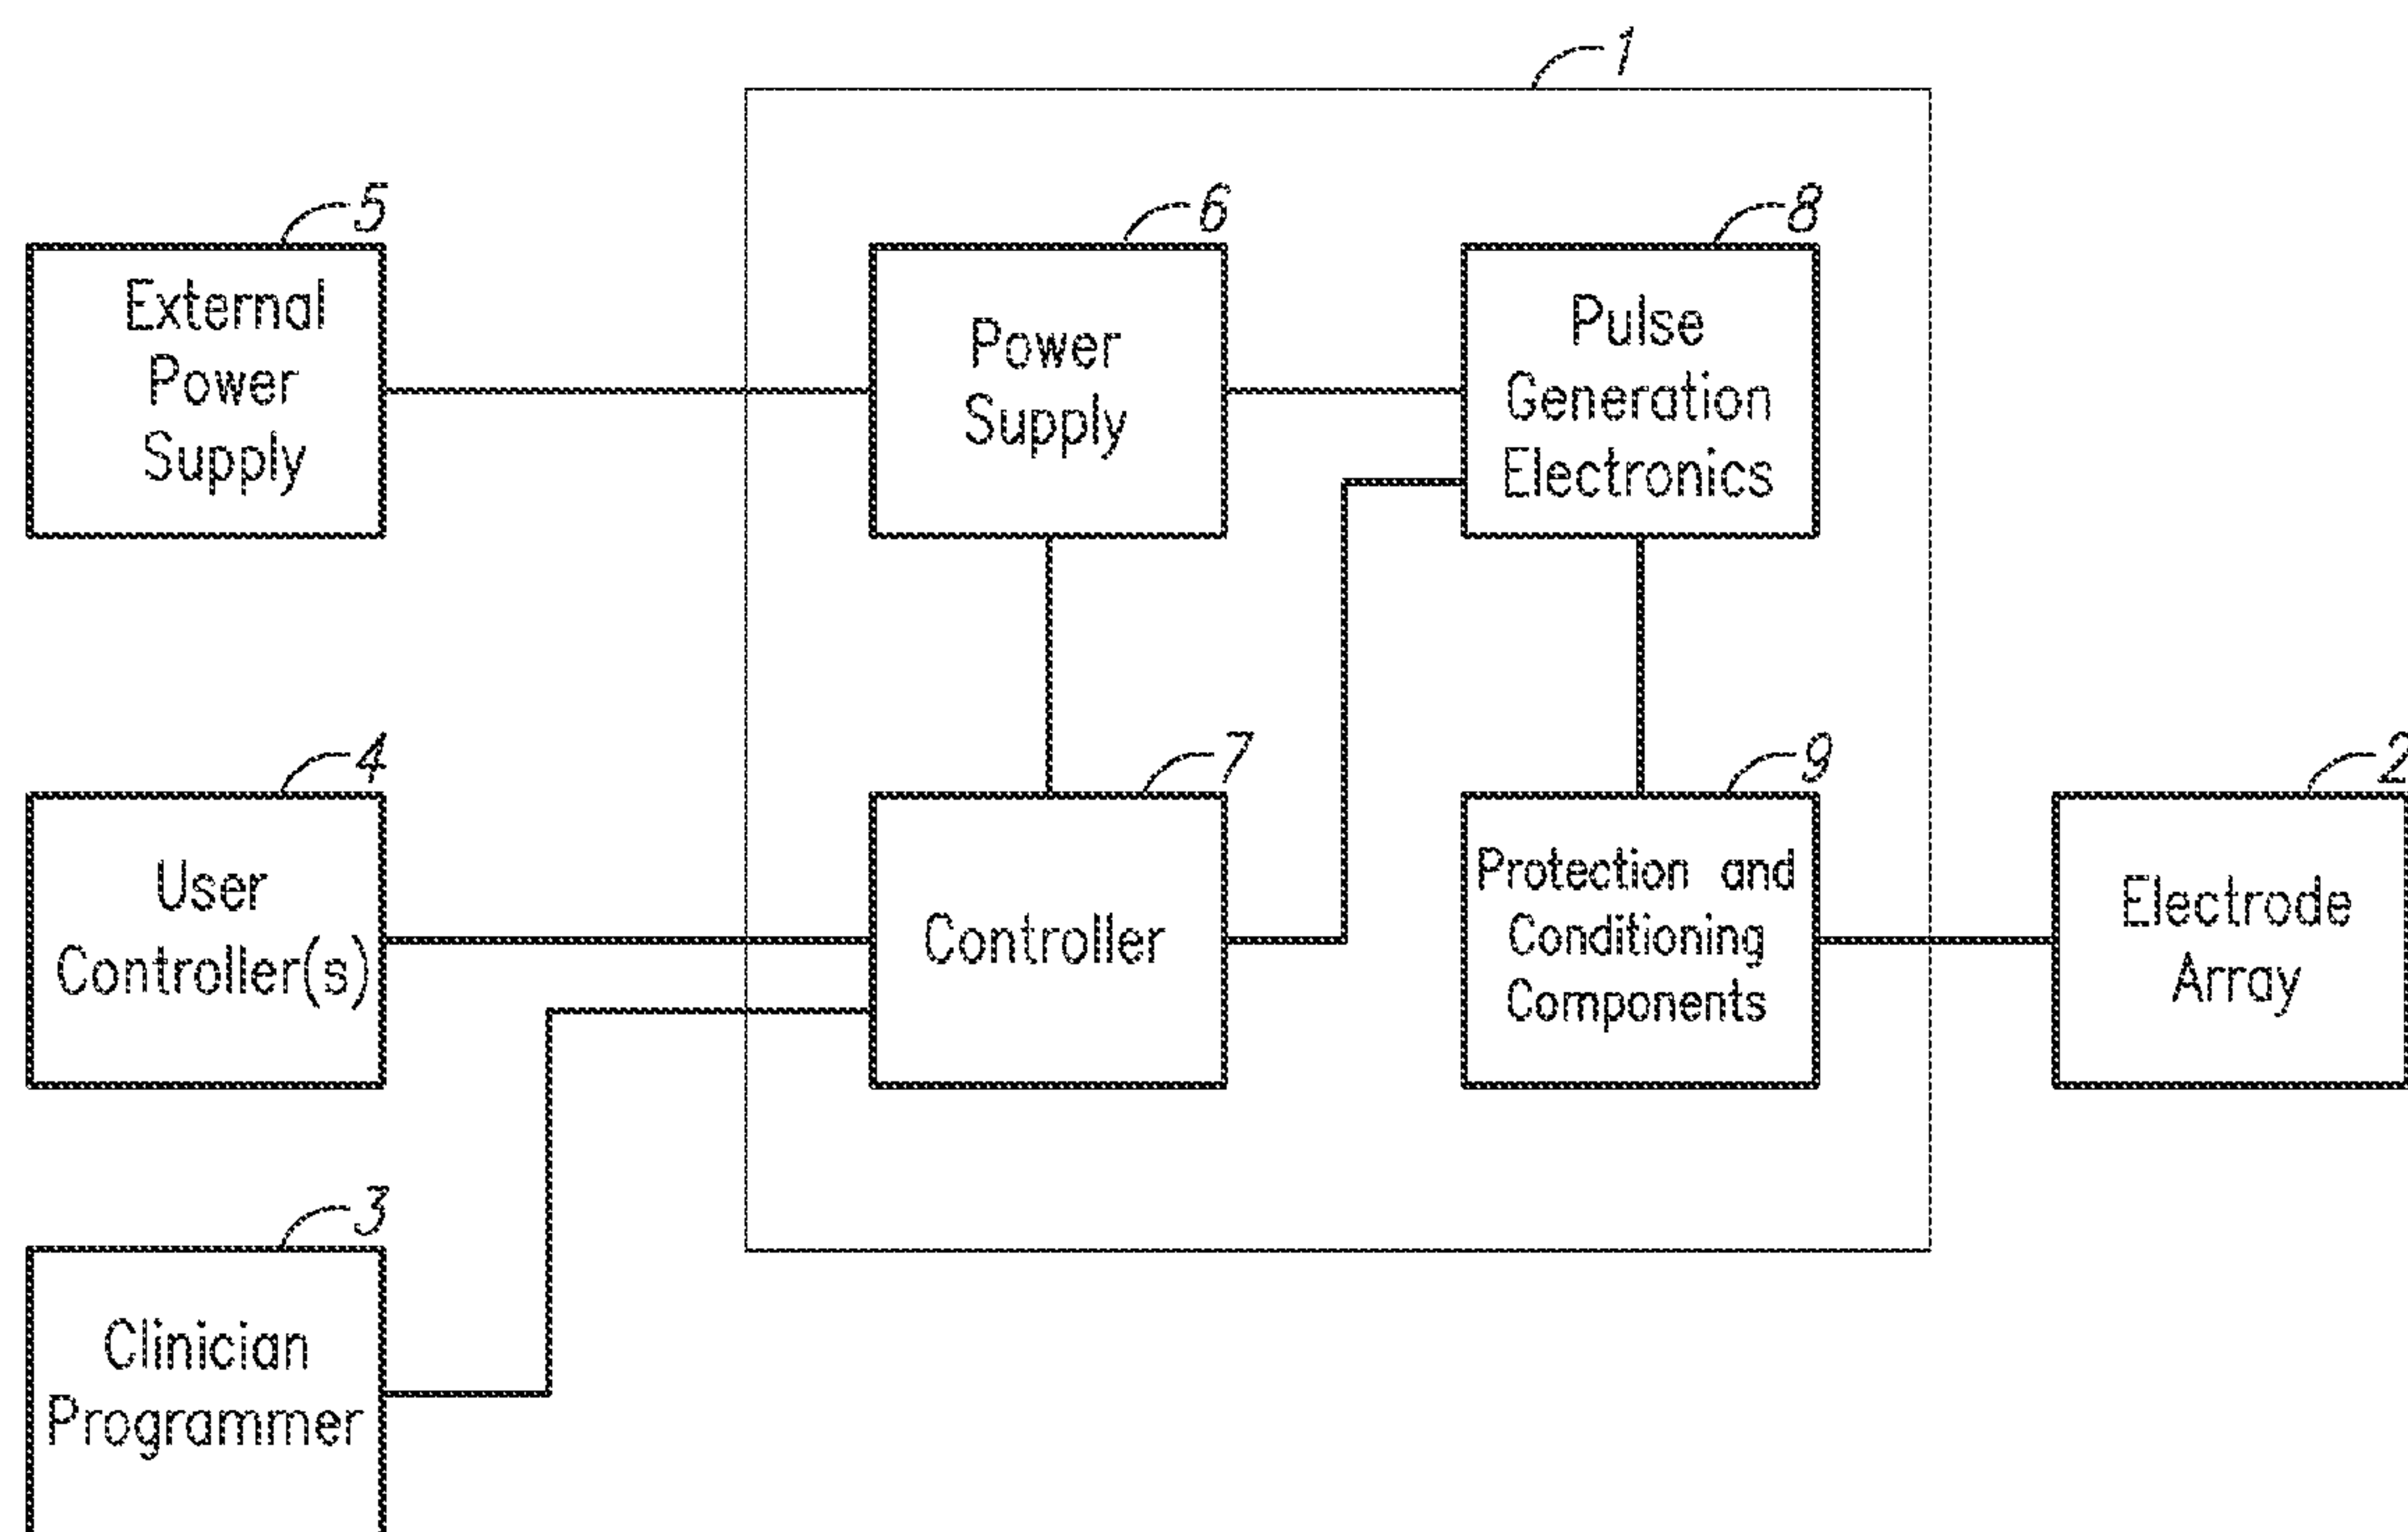 1
5
External
Power
Supply
6
Power
Supply
8
Pulse
Generation
Electronics
4
User
Controller(s)
7
Controller
9
Protection and
Conditioning
Components
2
Electrode
Array
3
Clinician
Programmer